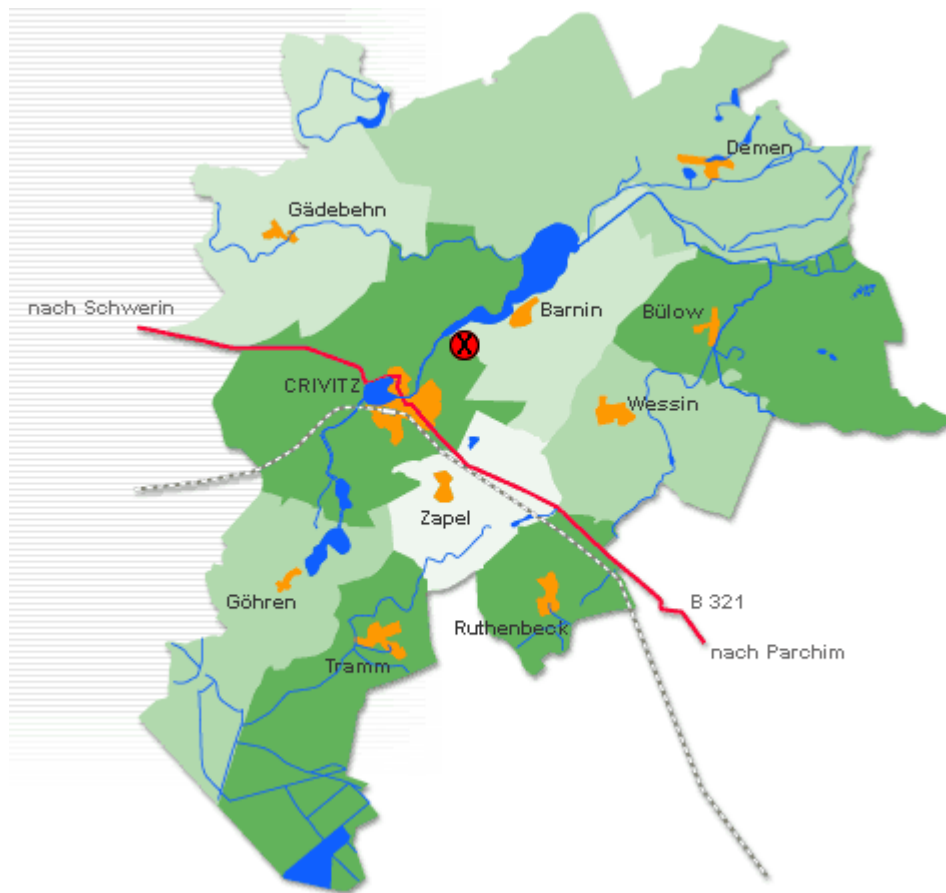 Demen
Gädebehn
nach Schwerin
Barnin
Bülow
X
CRIVITZ
Wessin
Zapel
Göhren
B 321
Ruthenbeck
nach Parchim
Tramm